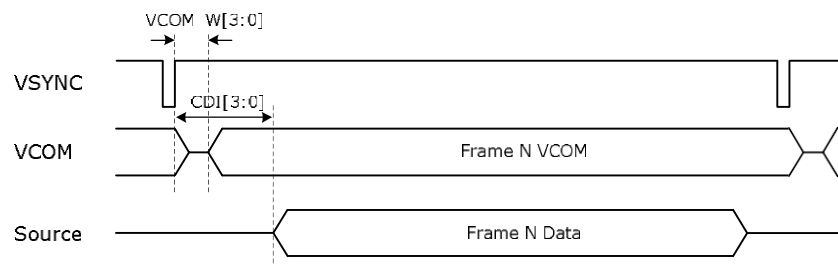 VCOM W[3:0]
VSYNC
CDI[3:0]
VCOM
Frame N VCOM
Source
Frame N Data